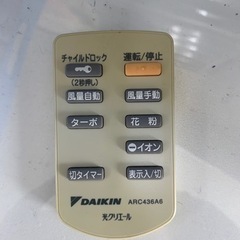 チャイルドロック 運転/停止
(2秒押し)
風量自動 風量手動
ターボ 花粉
⊖イオン
切タイマー 表示入/切
DAIKIN ARC436A6
光クリエール